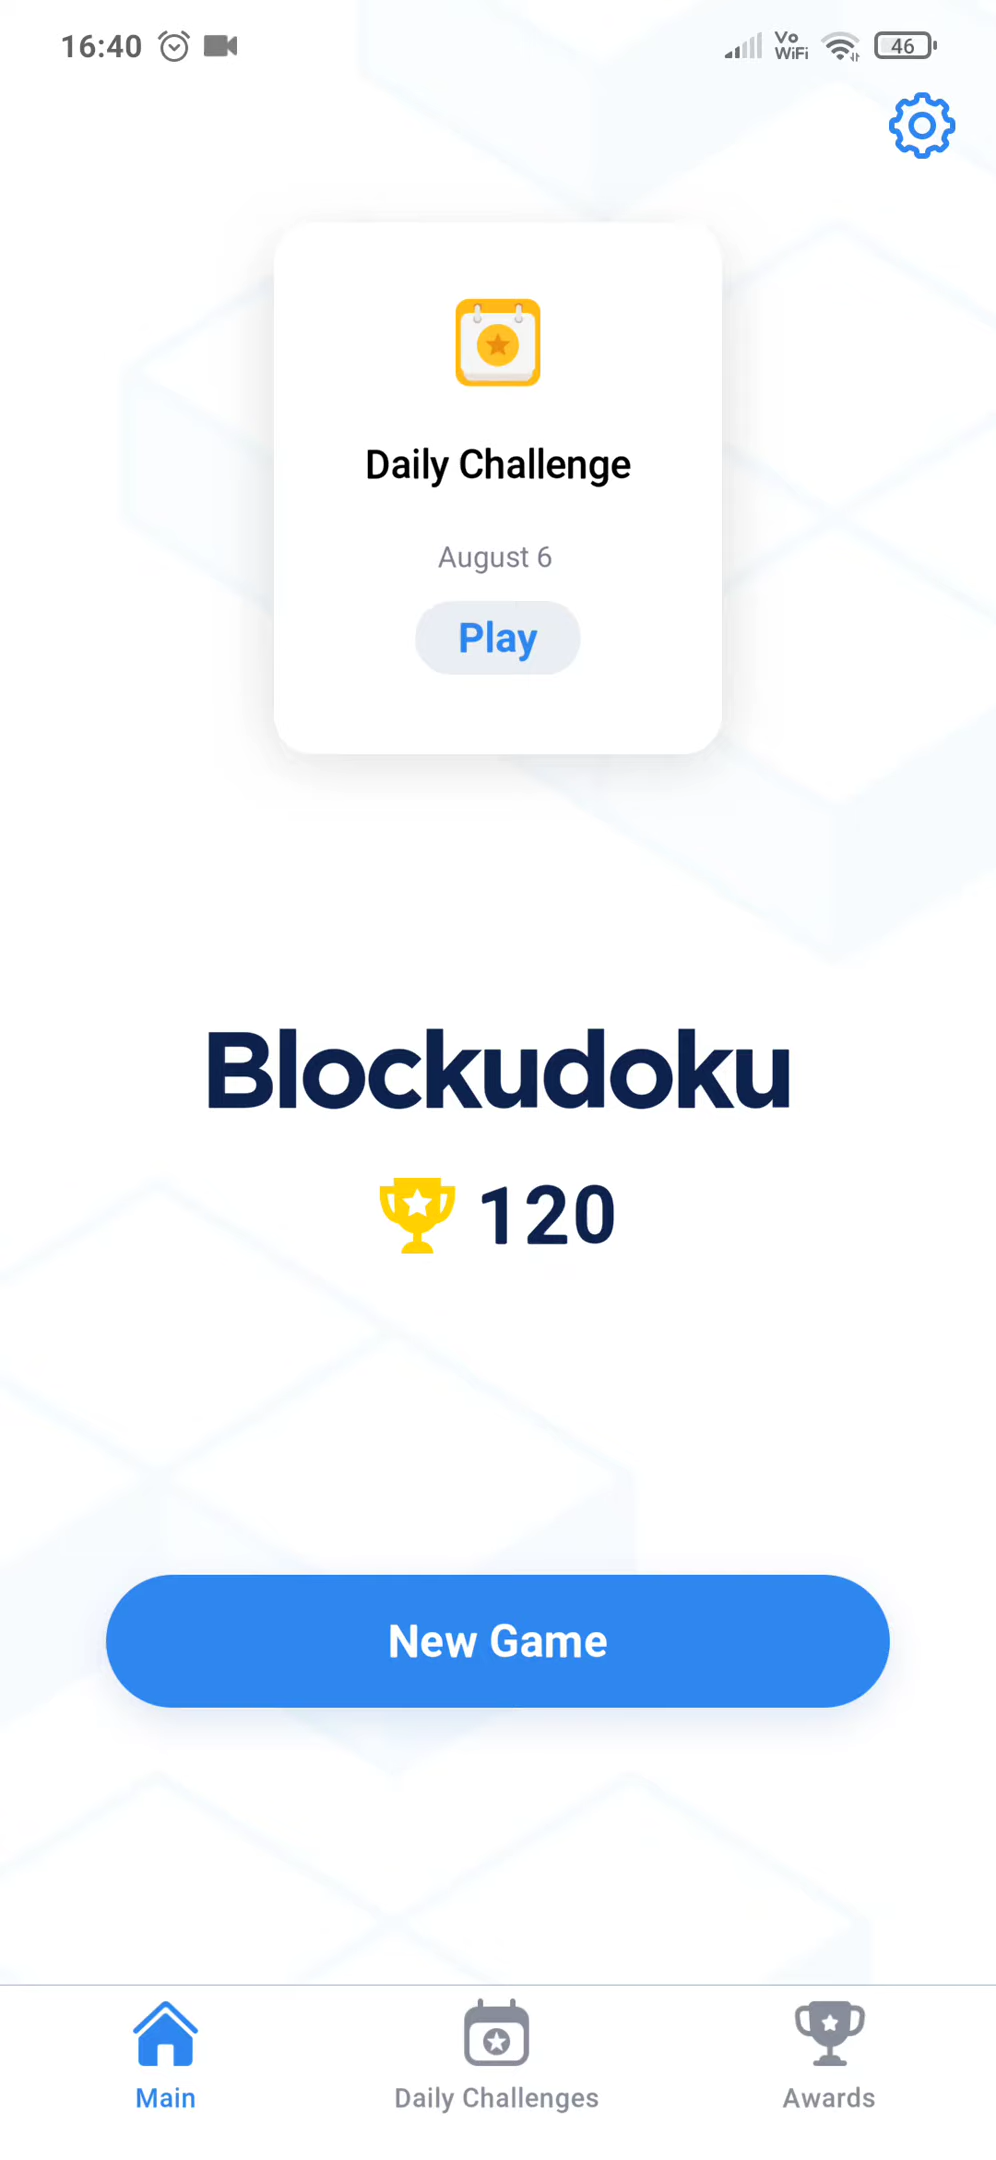 16:40
Vo
WiFi
46
Daily Challenge
August 6
Play
Blockudoku
120
New Game
Main
Daily Challenges
Awards